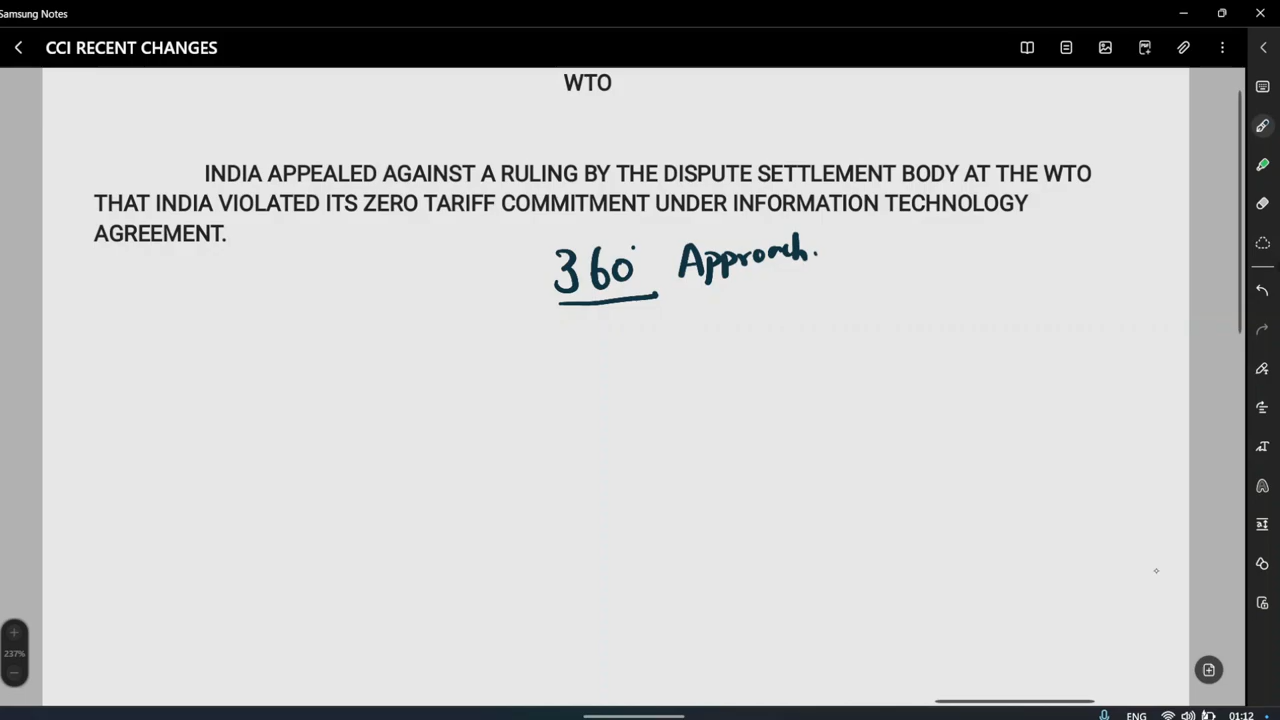 Samsung Notes
CCI RECENT CHANGES
WTO
INDIA APPEALED AGAINST A RULING BY THE DISPUTE SETTLEMENT BODY AT THE WTO
THAT INDIA VIOLATED ITS ZERO TARIFF COMMITMENT UNDER INFORMATION TECHNOLOGY
AGREEMENT.
360° Approach.
237%
ENG 01:12